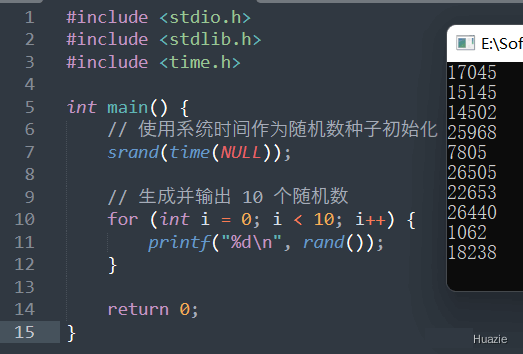 1 #include <stdio.h>
2 #include <stdlib.h>
3 #include <time.h>
4
5 int main() {
6 // 使用系统时间作为随机数种子初始化
7 srand(time(NULL));
8
9 // 生成并输出 10 个随机数
10 for (int i = 0; i < 10; i++) {
11 printf("%d\n", rand());
12 }
13
14 return 0;
15 }
E:\Sof
17045
15145
14502
25968
7805
26505
22653
26440
1062
18238
Huazie